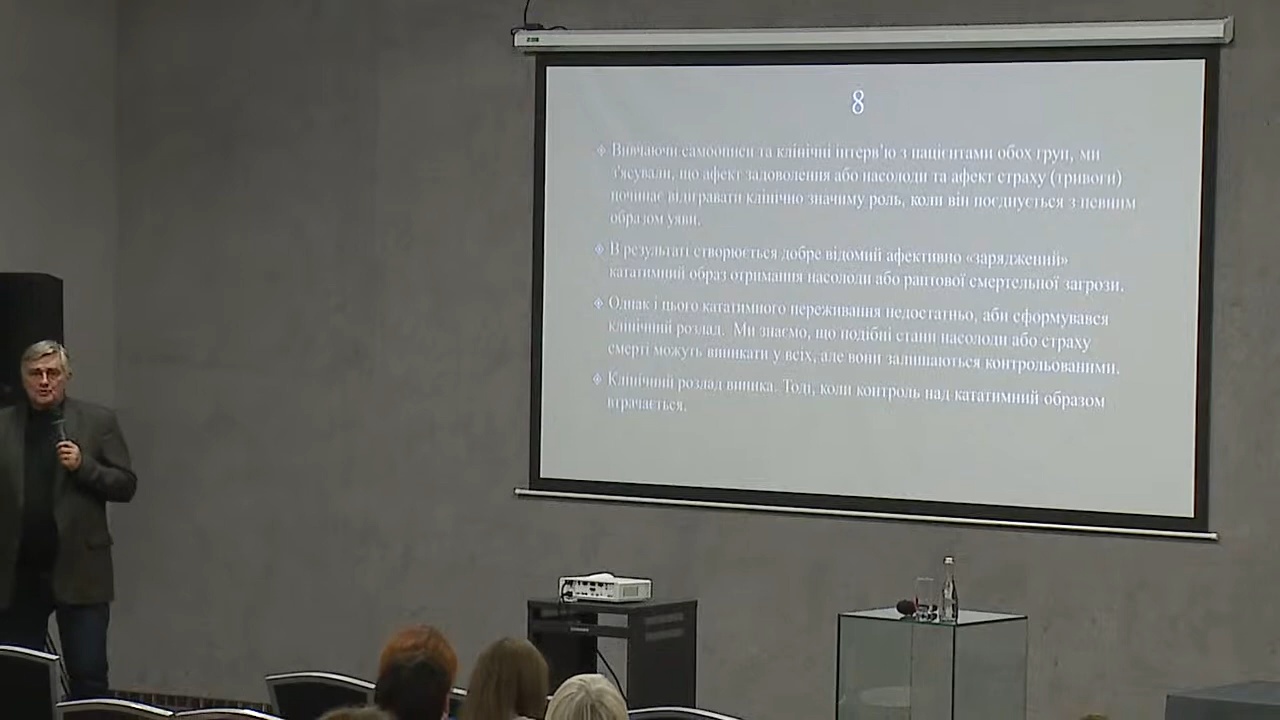 8
Вивчаючи самоописи та клінічні інтерв'ю з пацієнтами обох груп, ми
з'ясували, що афект задоволення або насолоди та афект страху (тривоги)
починає відігравати клінічно значиму роль, коли він поєднується з певним
образом уяви.
В результаті створюється добре відомий афективно «заряджений»
кататимний образ отримання насолоди або раптової смертельної загрози.
Однак і цього кататимного переживання недостатньо, аби сформувався
клінічний розлад. Ми знаємо, що подібні стани насолоди або страху
смерті можуть виникати у всіх, але вони залишаються контрольованими.
Клінічний розлад виника. Тоді, коли контроль над кататимний образом
втрачається.